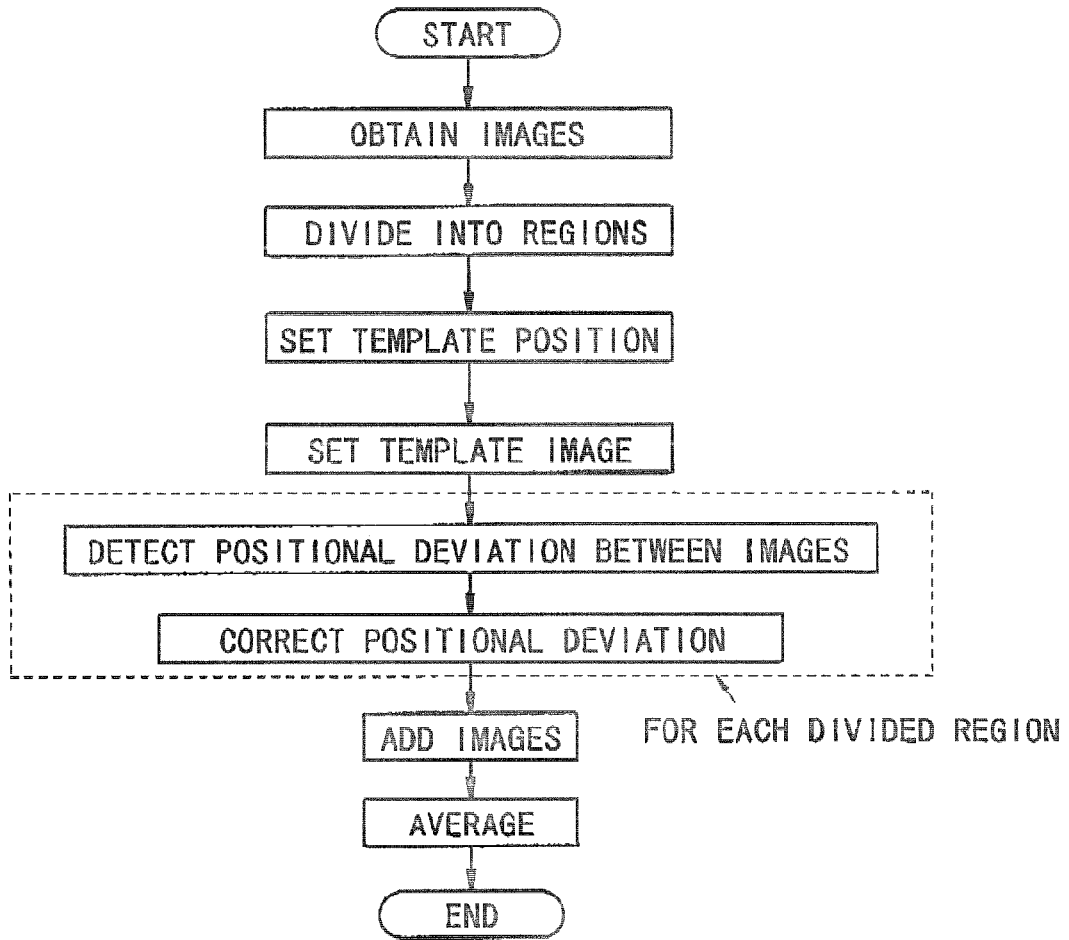 START
OBTAIN IMAGES
DIVIDE INTO REGIONS
SET TEMPLATE POSITION
SET TEMPLATE IMAGE
DETECT POSITIONAL DEVIATION BETWEEN IMAGES
CORRECT POSITIONAL DEVIATION
ADD IMAGES
FOR EACH DIVIDED REGION
AVERAGE
END